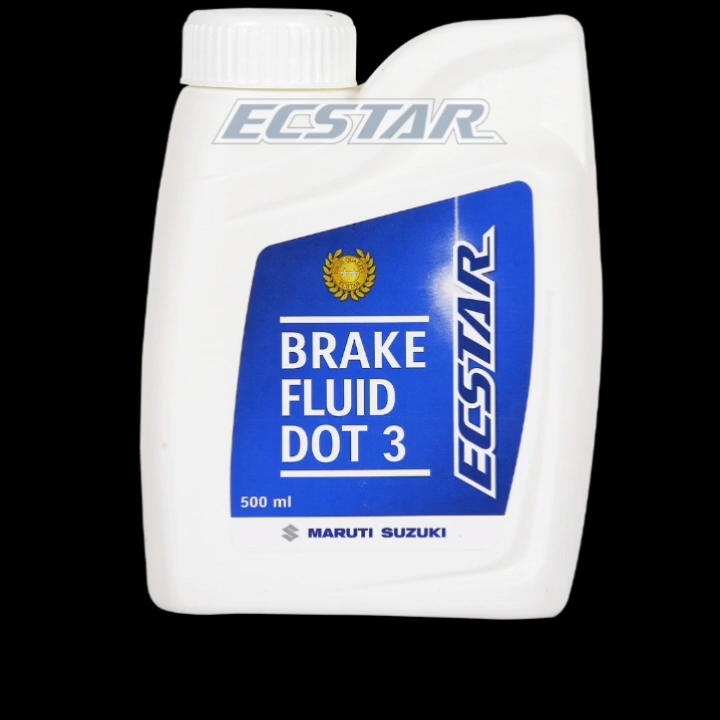 ECSTAR
BRAKE
FLUID
DOT 3
ECSTAR
500 ml
MARUTI SUZUKI